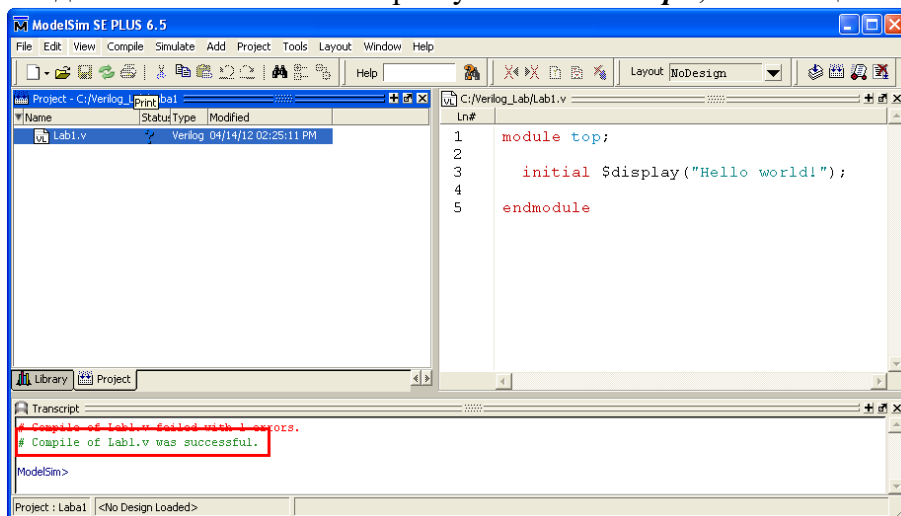 ModelSim SE PLUS 6.5
File Edit View Compile Simulate Add Project Tools Layout Window Help
Help Layout NoDesign
Project - C:/Verilog_L ba1 C:/Verilog_Lab/Lab1.v
Print
Name Status Type Modified Ln#
Lab1.v ? Verilog 04/14/12 02:25:11 PM
1 module top;
2
3 initial $display("Hello world!");
4
5 endmodule
Library Project
Transcript
# Compile of Lab1.v failed with 1 errors.
# Compile of Lab1.v was successful.
ModelSim>
Project : Laba1 <No Design Loaded>